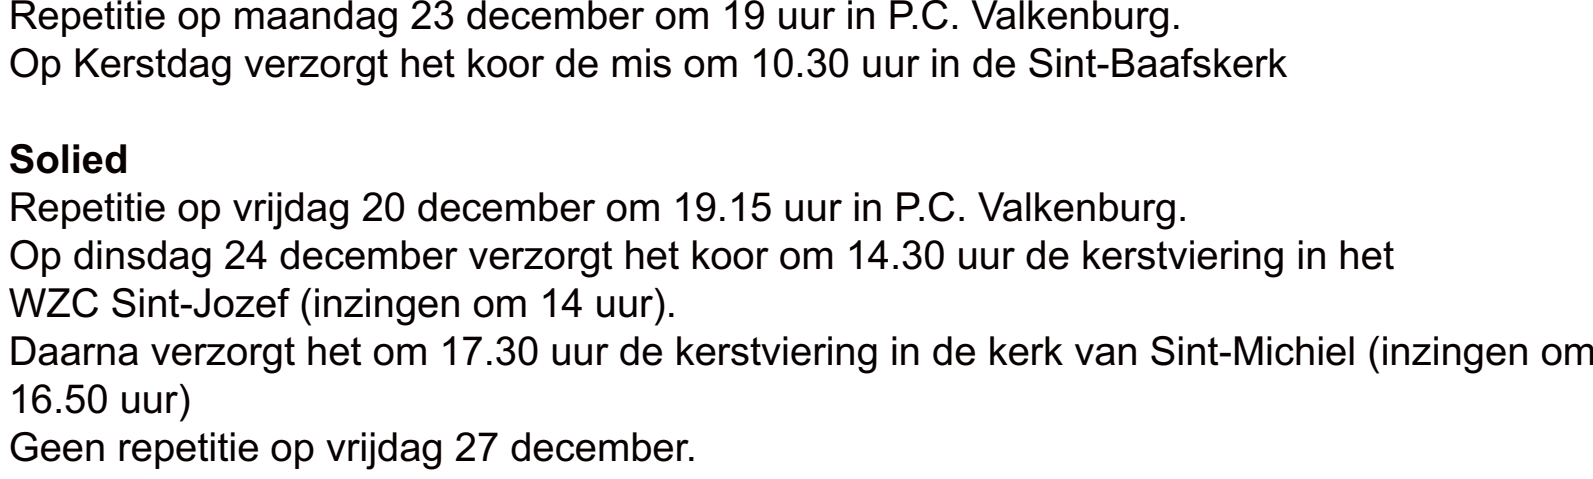 Repetitie op maandag 23 december om 19 uur in P.C. Valkenburg.
Op Kerstdag verzorgt het koor de mis om 10.30 uur in de Sint-Baafskerk
Solied
Repetitie op vrijdag 20 december om 19.15 uur in P.C. Valkenburg.
Op dinsdag 24 december verzorgt het koor om 14.30 uur de kerstviering in het
WZC Sint-Jozef (inzingen om 14 uur).
Daarna verzorgt het om 17.30 uur de kerstviering in de kerk van Sint-Michiel (inzingen om
16.50 uur)
Geen repetitie op vrijdag 27 december.